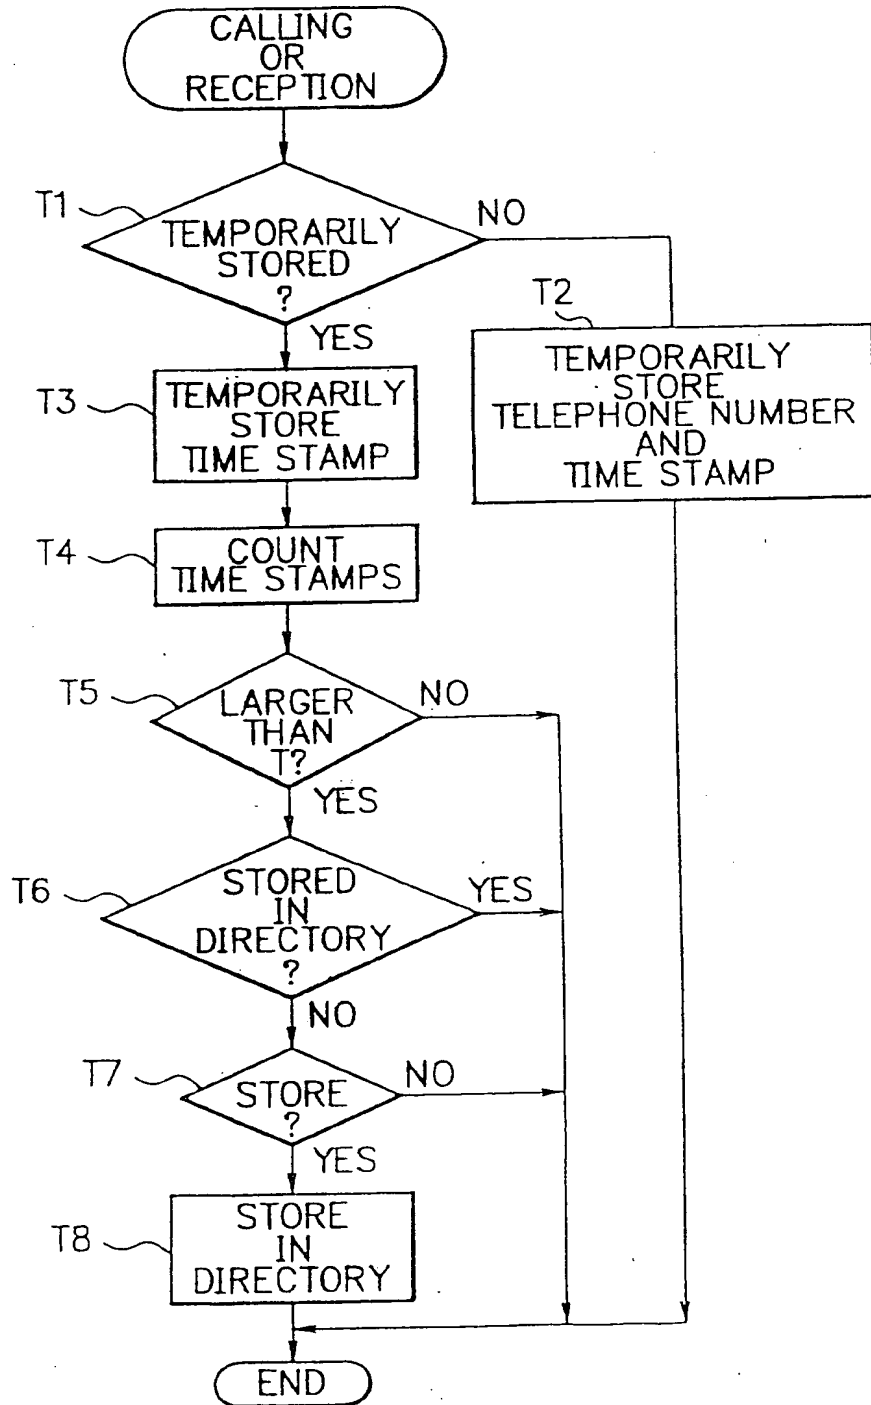 CALLING
OR
RECEPTION
T1
TEMPORARILY
STORED
?
NO
YES
T2
TEMPORARILY
STORE
TELEPHONE NUMBER
AND
TIME STAMP
T3
TEMPORARILY
STORE
TIME STAMP
T4
COUNT
TIME STAMPS
T5
LARGER
THAN
T?
NO
YES
T6
STORED
IN
DIRECTORY
?
YES
NO
T7
STORE
?
NO
YES
T8
STORE
IN
DIRECTORY
END